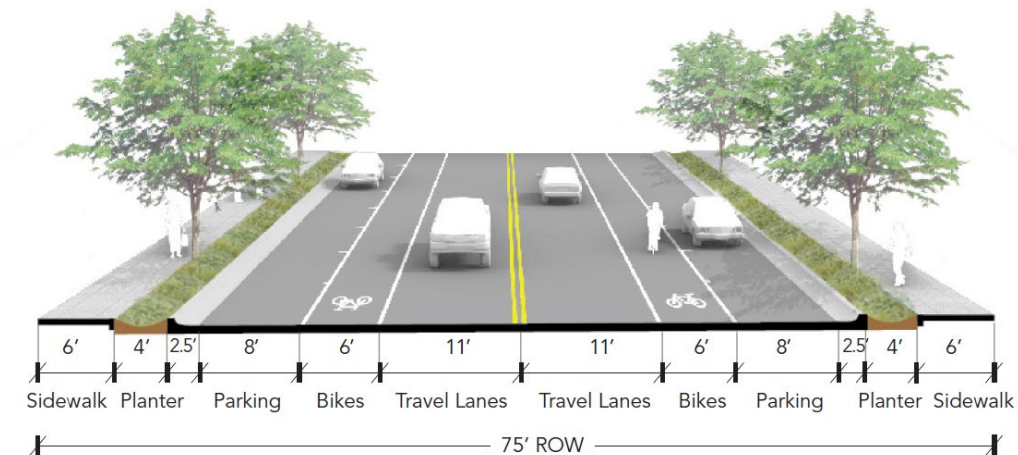 6' 4' 2.5' 8' 6' 11' 11' 6' 8' 2.5' 4' 6'
Sidewalk Planter Parking Bikes Travel Lanes Travel Lanes Bikes Parking Planter Sidewalk
75' ROW